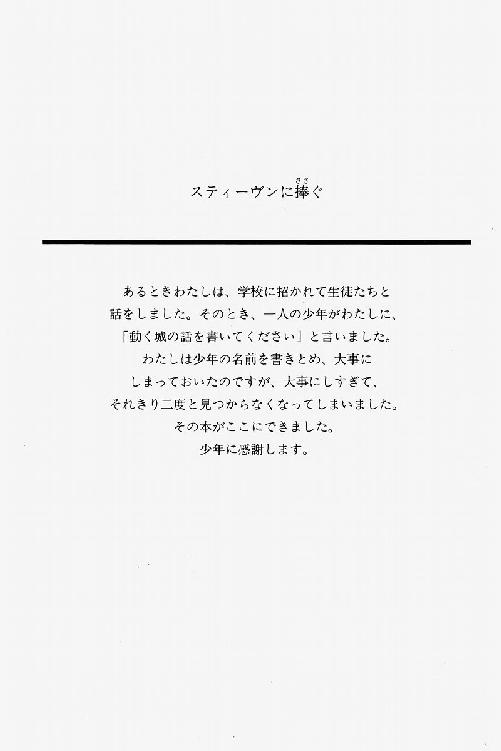 スティーヴンに捧ぐ
あるときわたしは、学校に招かれて生徒たちと
話をしました。そのとき、一人の少年がわたしに、
「動く城の話を書いてください」と言いました。
わたしは少年の名前を書きとめ、大事に
しまっておいたのですが、大事にしすぎて、
それきり二度と見つからなくなってしまいました。
その本がここにできました。
少年に感謝します。